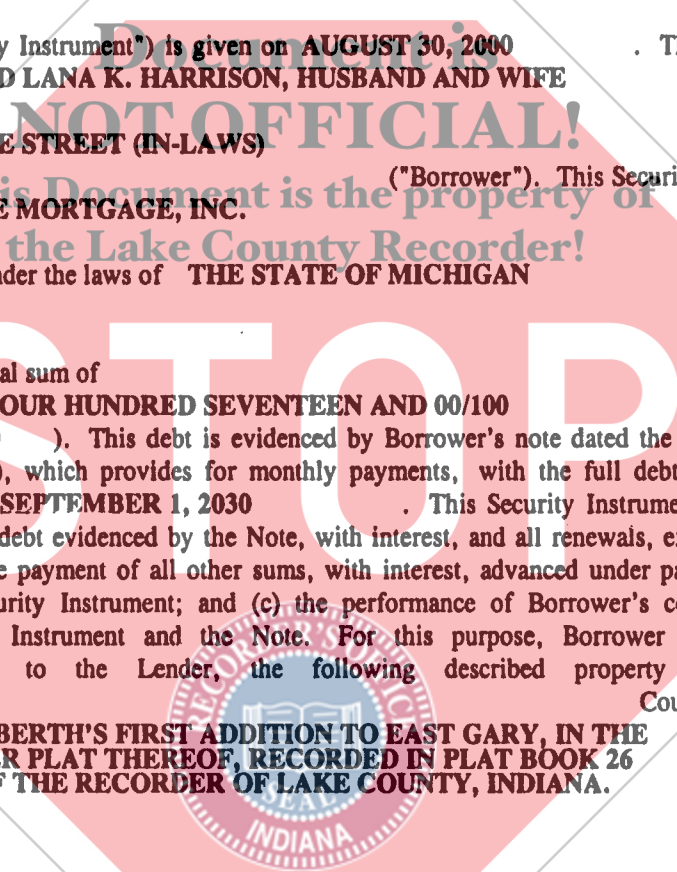 y Instrument") is given on AUGUST 30, 2000 . Th
Document is
D LANA K. HARRISON, HUSBAND AND WIFE
NOT OFFICIAL!
E STREET (IN-LAWS)
("Borrower"). This Securi
is Document is the property of
E MORTGAGE, INC.
the Lake County Recorder!
nder the laws of THE STATE OF MICHIGAN
STOP
al sum of
OUR HUNDRED SEVENTEEN AND 00/100
). This debt is evidenced by Borrower's note dated the
), which provides for monthly payments, with the full debt
SEPTEMBER 1, 2030 . This Security Instrume
debt evidenced by the Note, with interest, and all renewals, e
e payment of all other sums, with interest, advanced under pa
urity Instrument; and (c) the performance of Borrower's c
Instrument and the Note. For this purpose, Borrower
to the Lender, the following described property
Cou
BERTH'S FIRST ADDITION TO EAST GARY, IN THE
R PLAT THEREOF, RECORDED IN PLAT BOOK 26
F THE RECORDER OF LAKE COUNTY, INDIANA.
RECORDER'S OFFIC
SEAL
INDIANA